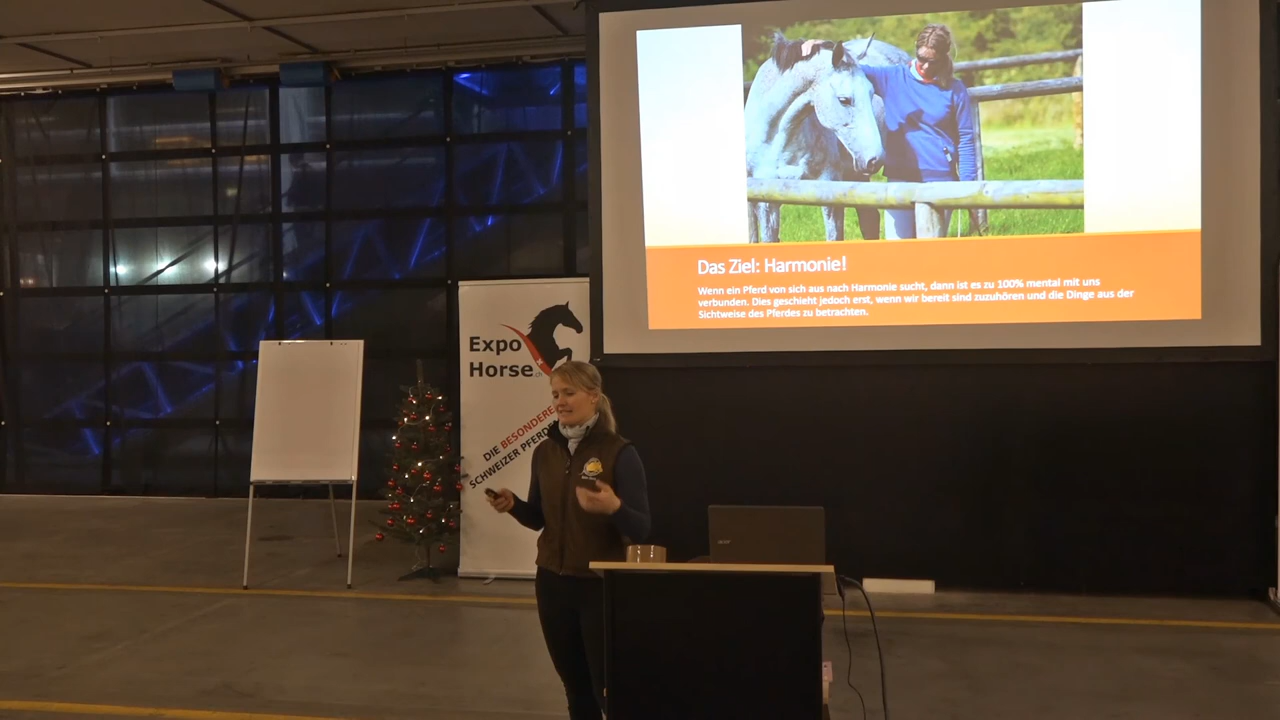 Das Ziel: Harmonie!
Wenn ein Pferd von sich aus nach Harmonie sucht, dann ist es zu 100% mental mit uns
verbunden. Dies geschieht jedoch erst, wenn wir bereit sind zuzuhören und die Dinge aus der
Sichtweise des Pferdes zu betrachten.
Expo
Horse.ch
DIE BESONDERE
SCHWEIZER
acer